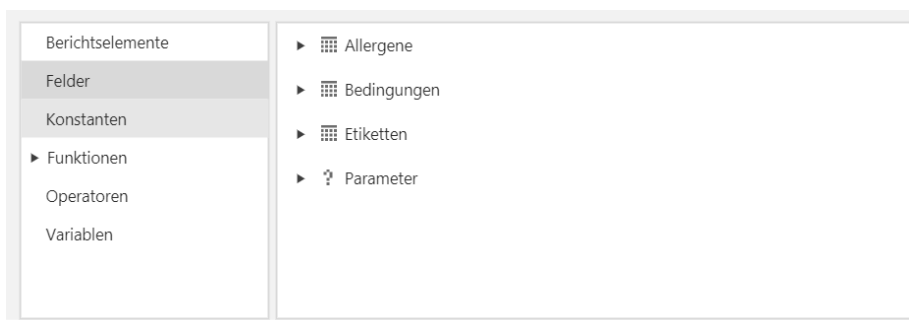 Berichtselemente
Felder
Konstanten
Funktionen
Operatoren
Variablen
Allergene
Bedingungen
Etiketten
? Parameter